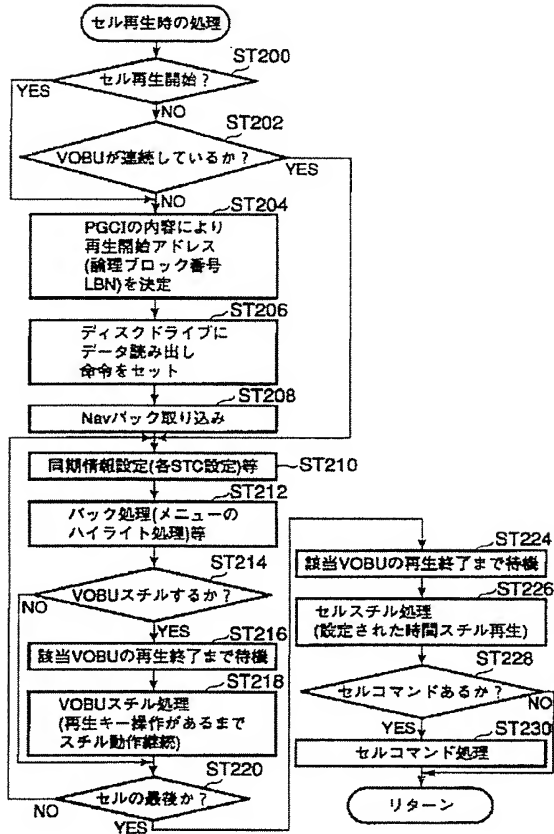 セル再生時の処理
ST200
セル再生開始？
YES
NO
ST202
VOBUが連続しているか？
YES
NO
ST204
PGCIの内容により
再生開始アドレス
(論理ブロック番号
LBN)を決定
ST206
ディスクドライブに
データ読み出し
命令をセット
ST208
Navパック取り込み
同期情報設定(各STC設定)等
ST210
ST212
パック処理(メニューの
ハイライト処理)等
ST214
VOBUスチルするか？
NO
YES
ST216
該当VOBUの再生終了まで待機
ST218
VOBUスチル処理
(再生キー操作があるまで
スチル動作継続)
ST220
セルの最後か？
NO
YES
ST224
該当VOBUの再生終了まで待機
ST226
セルスチル処理
(設定された時間スチル再生)
ST228
セルコマンドあるか？
NO
YES
ST230
セルコマンド処理
リターン